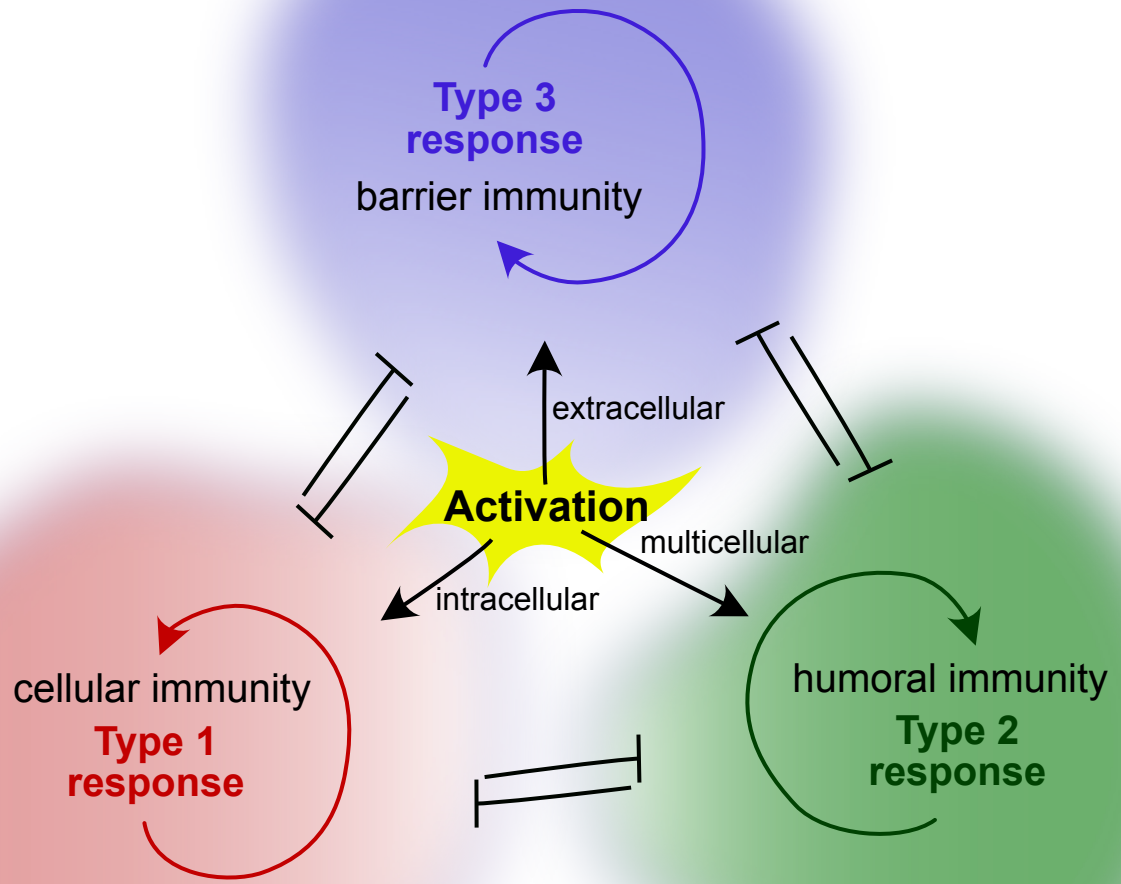 Type 3
response
barrier immunity
extracellular
Activation
multicellular
intracellular
cellular immunity
Type 1
response
humoral immunity
Type 2
response